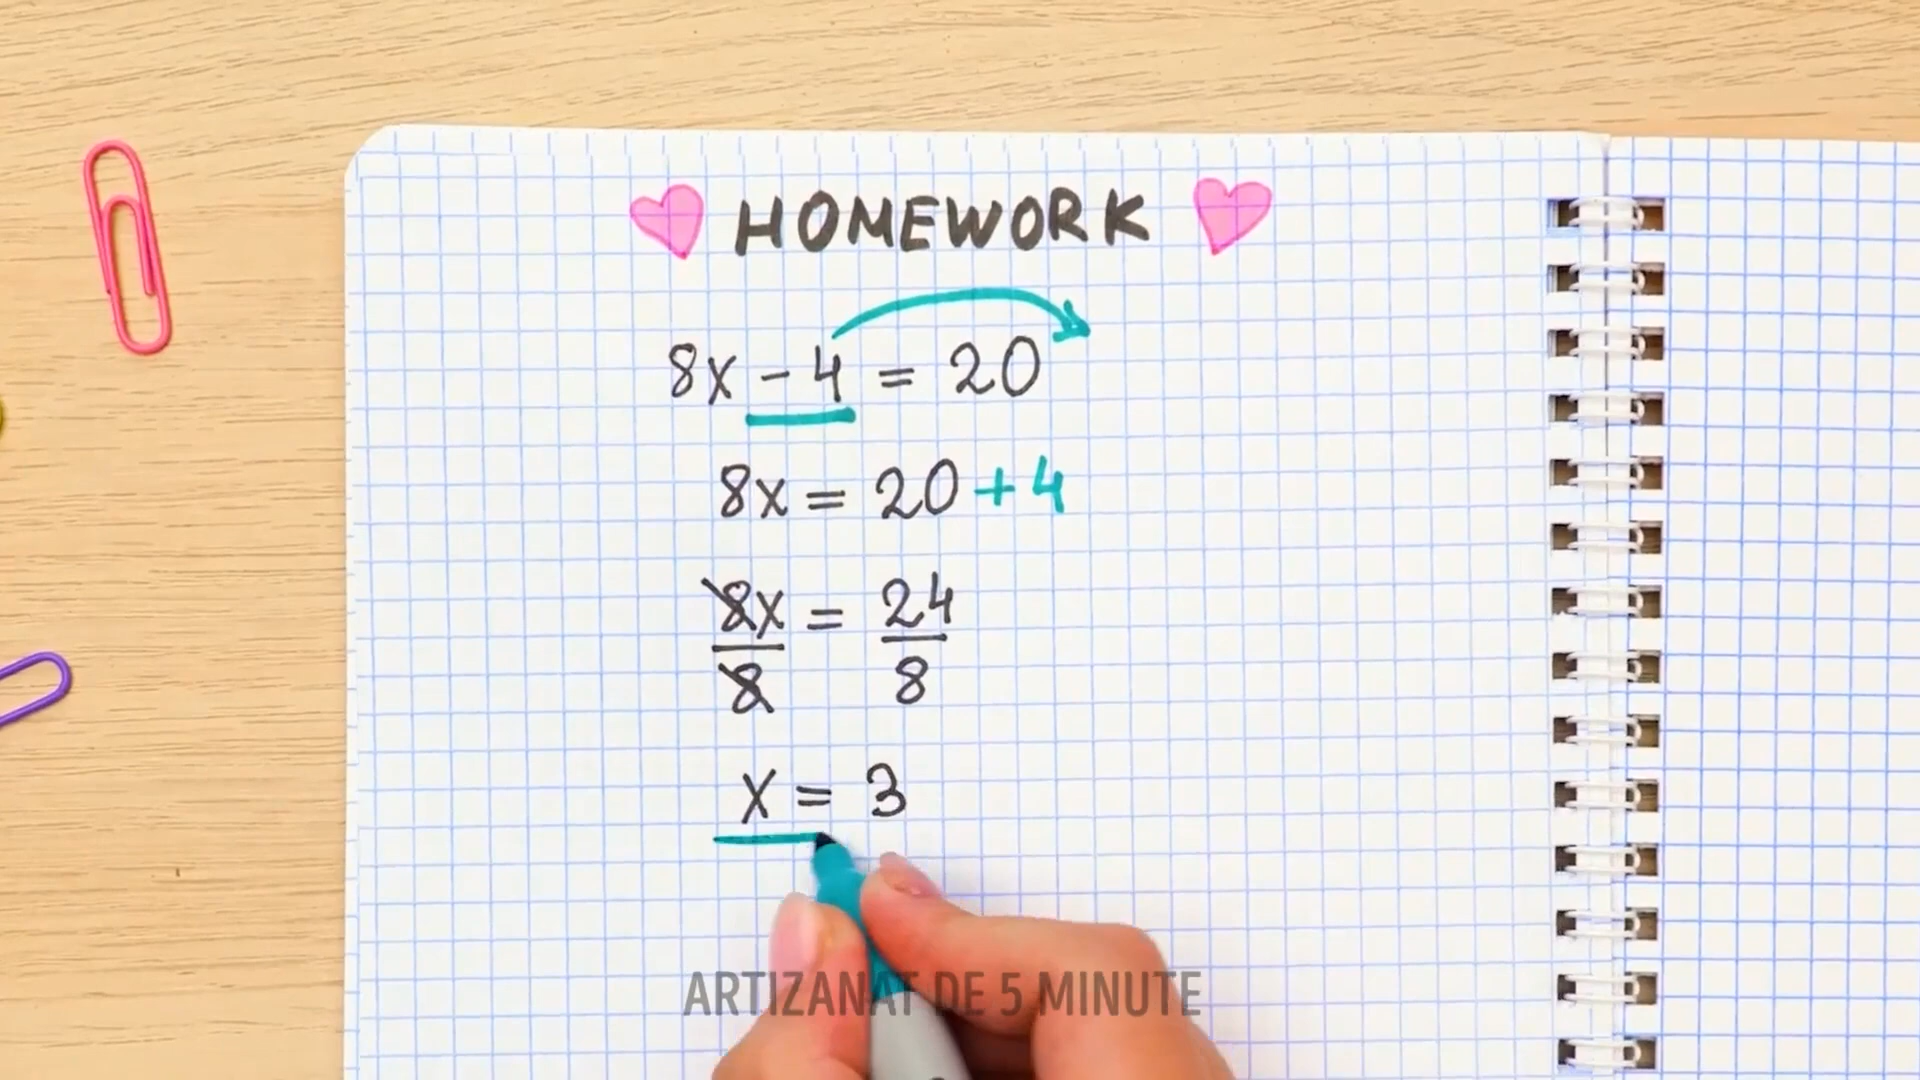 HOMEWORK
8x - 4 = 20
8x = 20 + 4
8x/8 = 24/8
x = 3
ARTIZANAT DE 5 MINUTE